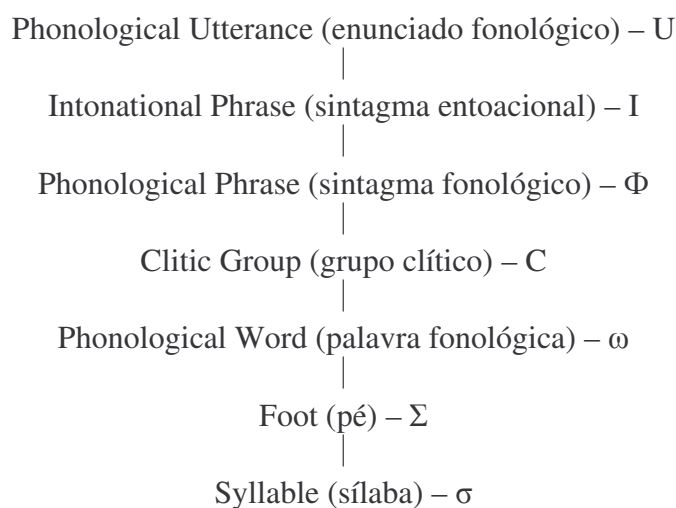 Phonological Utterance (enunciado fonológico) – U
Intonational Phrase (sintagma entoacional) – I
Phonological Phrase (sintagma fonológico) – Φ
Clitic Group (grupo clítico) – C
Phonological Word (palavra fonológica) – ω
Foot (pé) – Σ
Syllable (sílaba) – σ